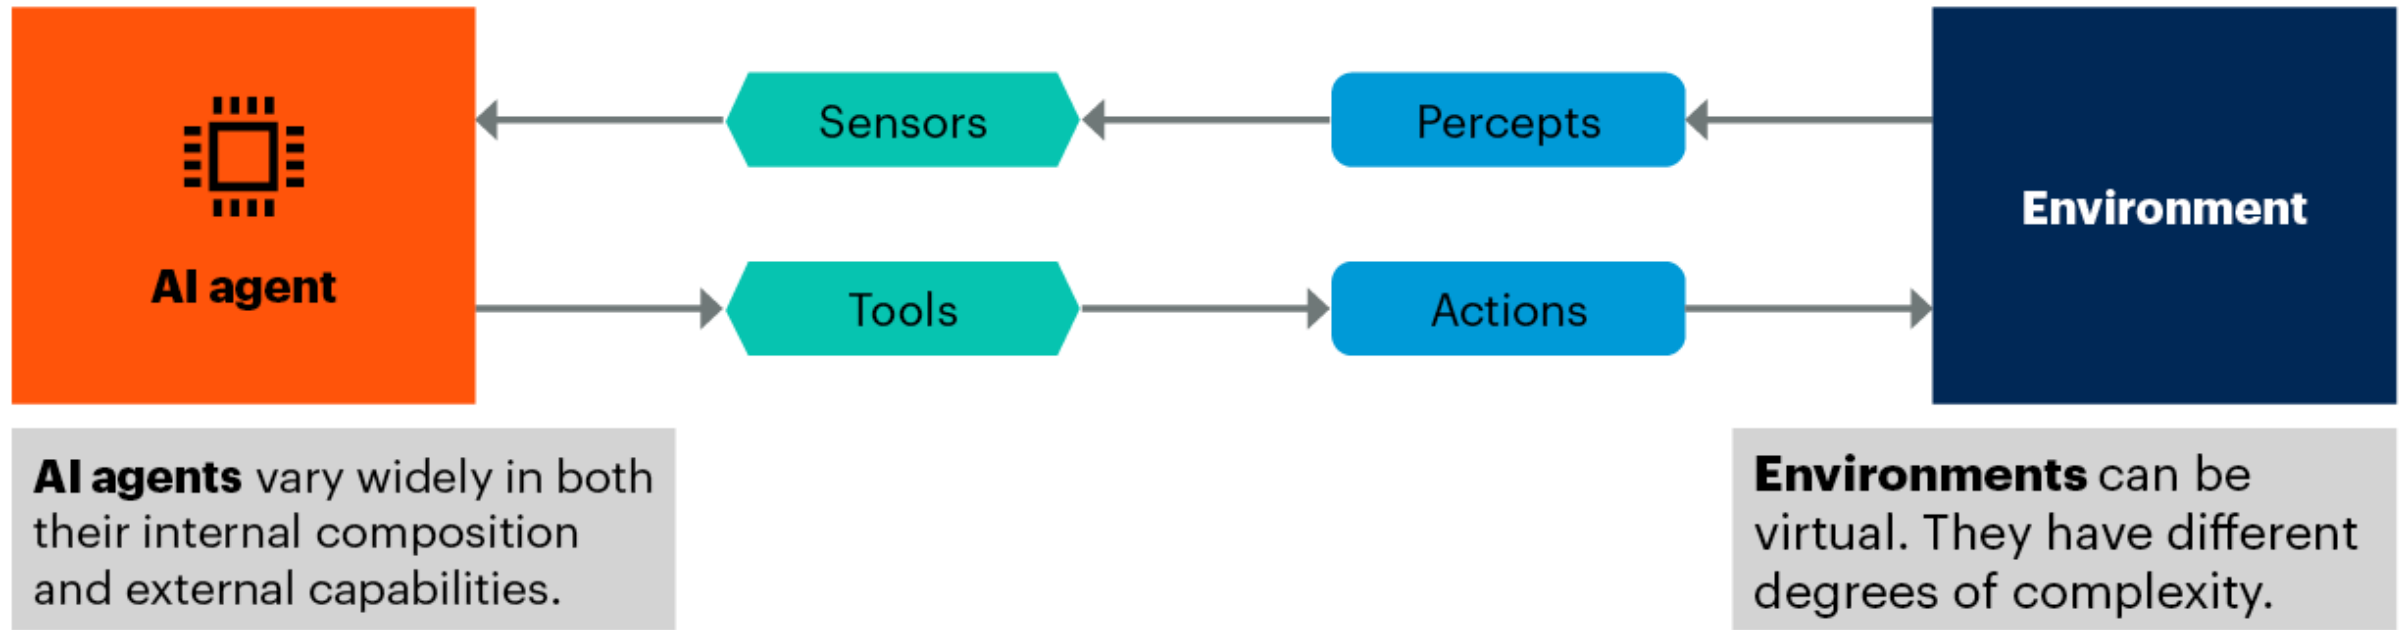 Sensors
Percepts
AI agent
Environment
Tools
Actions
AI agents vary widely in both
their internal composition
and external capabilities.
Environments can be
virtual. They have different
degrees of complexity.